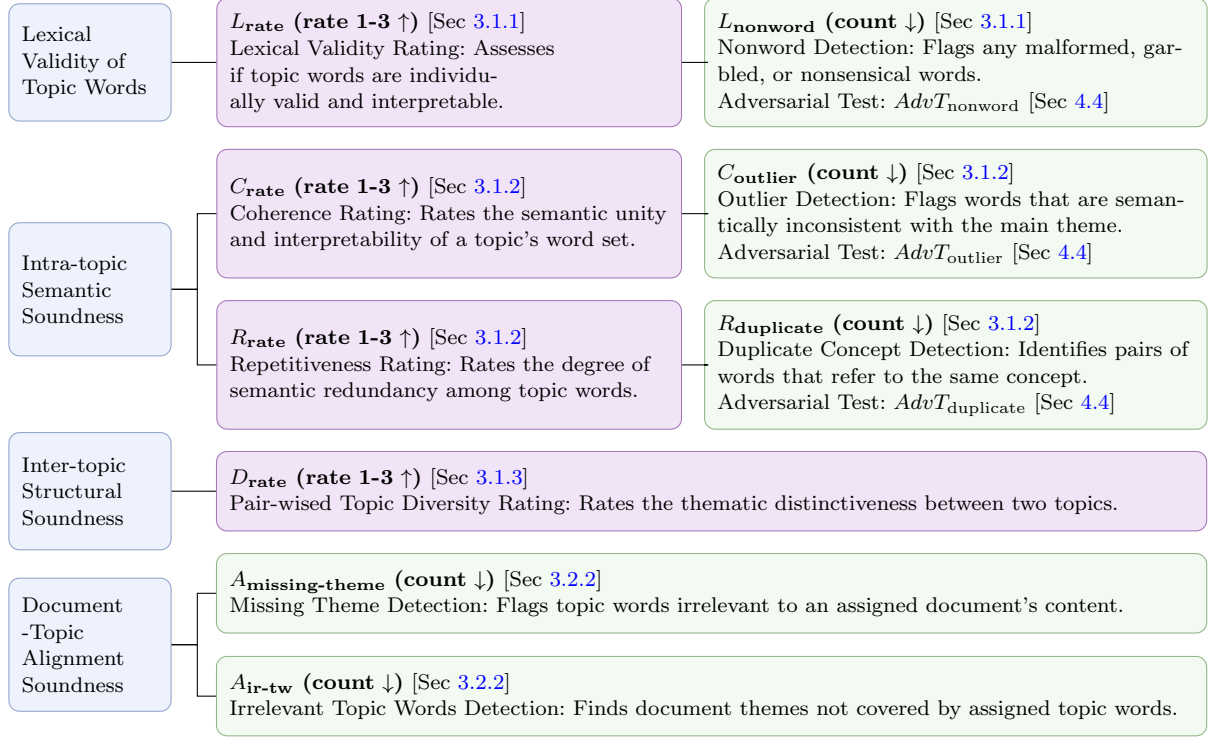 Lexical
Validity of
Topic Words
L_rate (rate 1-3 ↑) [Sec 3.1.1]
Lexical Validity Rating: Assesses
if topic words are individu-
ally valid and interpretable.
L_nonword (count ↓) [Sec 3.1.1]
Nonword Detection: Flags any malformed, gar-
bled, or nonsensical words.
Adversarial Test: AdvT_nonword [Sec 4.4]
Intra-topic
Semantic
Soundness
C_rate (rate 1-3 ↑) [Sec 3.1.2]
Coherence Rating: Rates the semantic unity
and interpretability of a topic's word set.
C_outlier (count ↓) [Sec 3.1.2]
Outlier Detection: Flags words that are seman-
tically inconsistent with the main theme.
Adversarial Test: AdvT_outlier [Sec 4.4]
R_rate (rate 1-3 ↑) [Sec 3.1.2]
Repetitiveness Rating: Rates the degree of
semantic redundancy among topic words.
R_duplicate (count ↓) [Sec 3.1.2]
Duplicate Concept Detection: Identifies pairs of
words that refer to the same concept.
Adversarial Test: AdvT_duplicate [Sec 4.4]
Inter-topic
Structural
Soundness
D_rate (rate 1-3 ↑) [Sec 3.1.3]
Pair-wised Topic Diversity Rating: Rates the thematic distinctiveness between two topics.
Document
-Topic
Alignment
Soundness
A_missing-theme (count ↓) [Sec 3.2.2]
Missing Theme Detection: Flags topic words irrelevant to an assigned document's content.
A_ir-tw (count ↓) [Sec 3.2.2]
Irrelevant Topic Words Detection: Finds document themes not covered by assigned topic words.